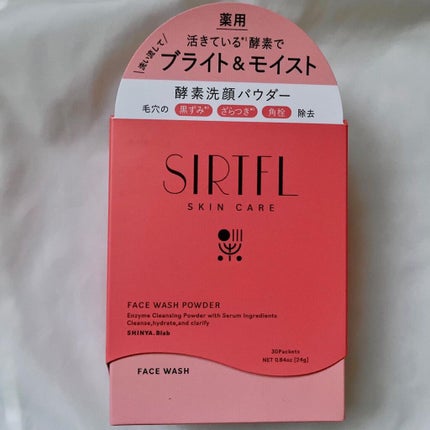 薬用
洗い流して
活きている*¹酵素で
ブライト&モイスト
酵素洗顔パウダー
毛穴の 黒ずみ*² ざらつき*² 角栓 除去
SIRTFL
SKIN CARE
FACE WASH POWDER
Enzyme Cleansing Powder with Serum Ingredients
Cleanse,hydrate,and clarify
SHINYA.Blab
30Packets
NET 0.84oz [24g]
FACE WASH